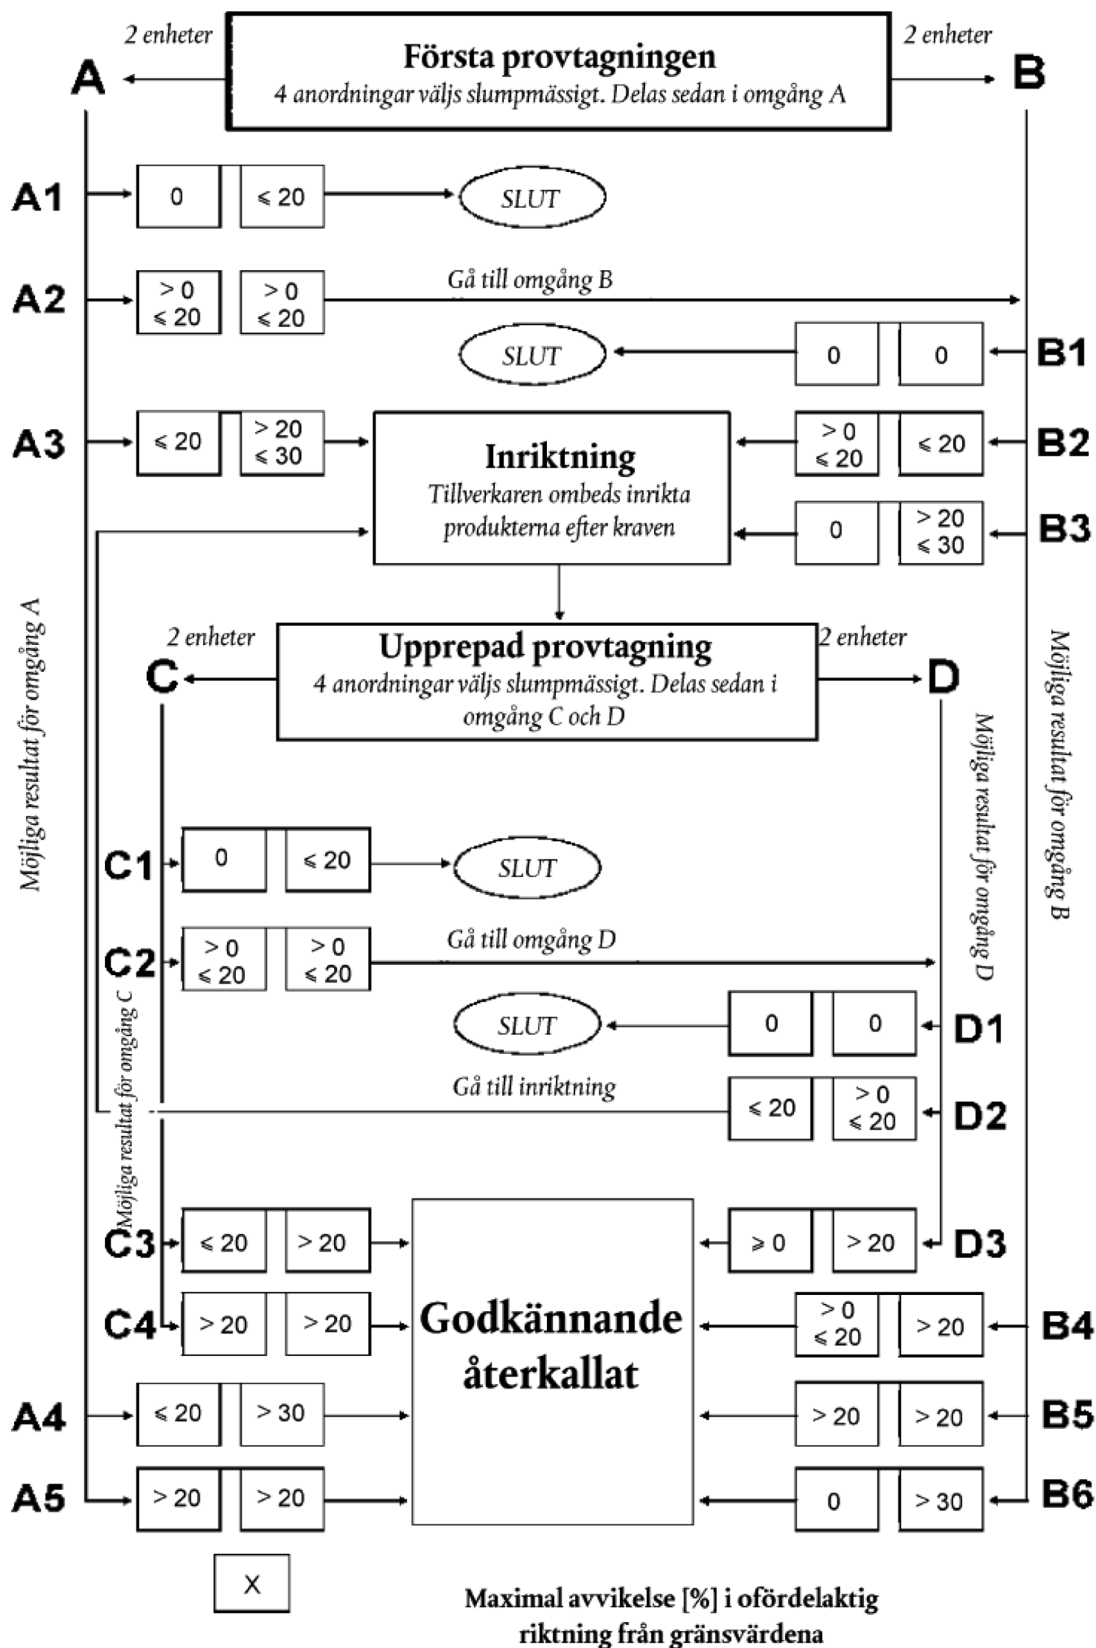 2 enheter
Första provtagningen
2 enheter
A
4 anordningar väljs slumpmässigt. Delas sedan i omgång A
B
A1
0
≤ 20
SLUT
A2
> 0
≤ 20
> 0
≤ 20
Gå till omgång B
SLUT
0
0
B1
A3
≤ 20
> 20
≤ 30
Inriktning
Tillverkaren ombeds inrikta
produkterna efter kraven
> 0
≤ 20
≤ 20
B2
0
> 20
≤ 30
B3
Möjliga resultat för omgång A
Möjliga resultat för omgång B
2 enheter
Upprepad provtagning
2 enheter
C
4 anordningar väljs slumpmässigt. Delas sedan i
omgång C och D
D
Möjliga resultat för omgång D
C1
0
≤ 20
SLUT
C2
> 0
≤ 20
> 0
≤ 20
Gå till omgång D
Möjliga resultat för omgång C
SLUT
0
0
D1
Gå till inriktning
≤ 20
> 0
≤ 20
D2
C3
≤ 20
> 20
≥ 0
> 20
D3
C4
> 20
> 20
Godkännande
återkallat
> 0
≤ 20
> 20
B4
A4
≤ 20
> 30
> 20
> 20
B5
A5
> 20
> 20
0
> 30
B6
X
Maximal avvikelse [%] i ofördelaktig
riktning från gränsvärdena